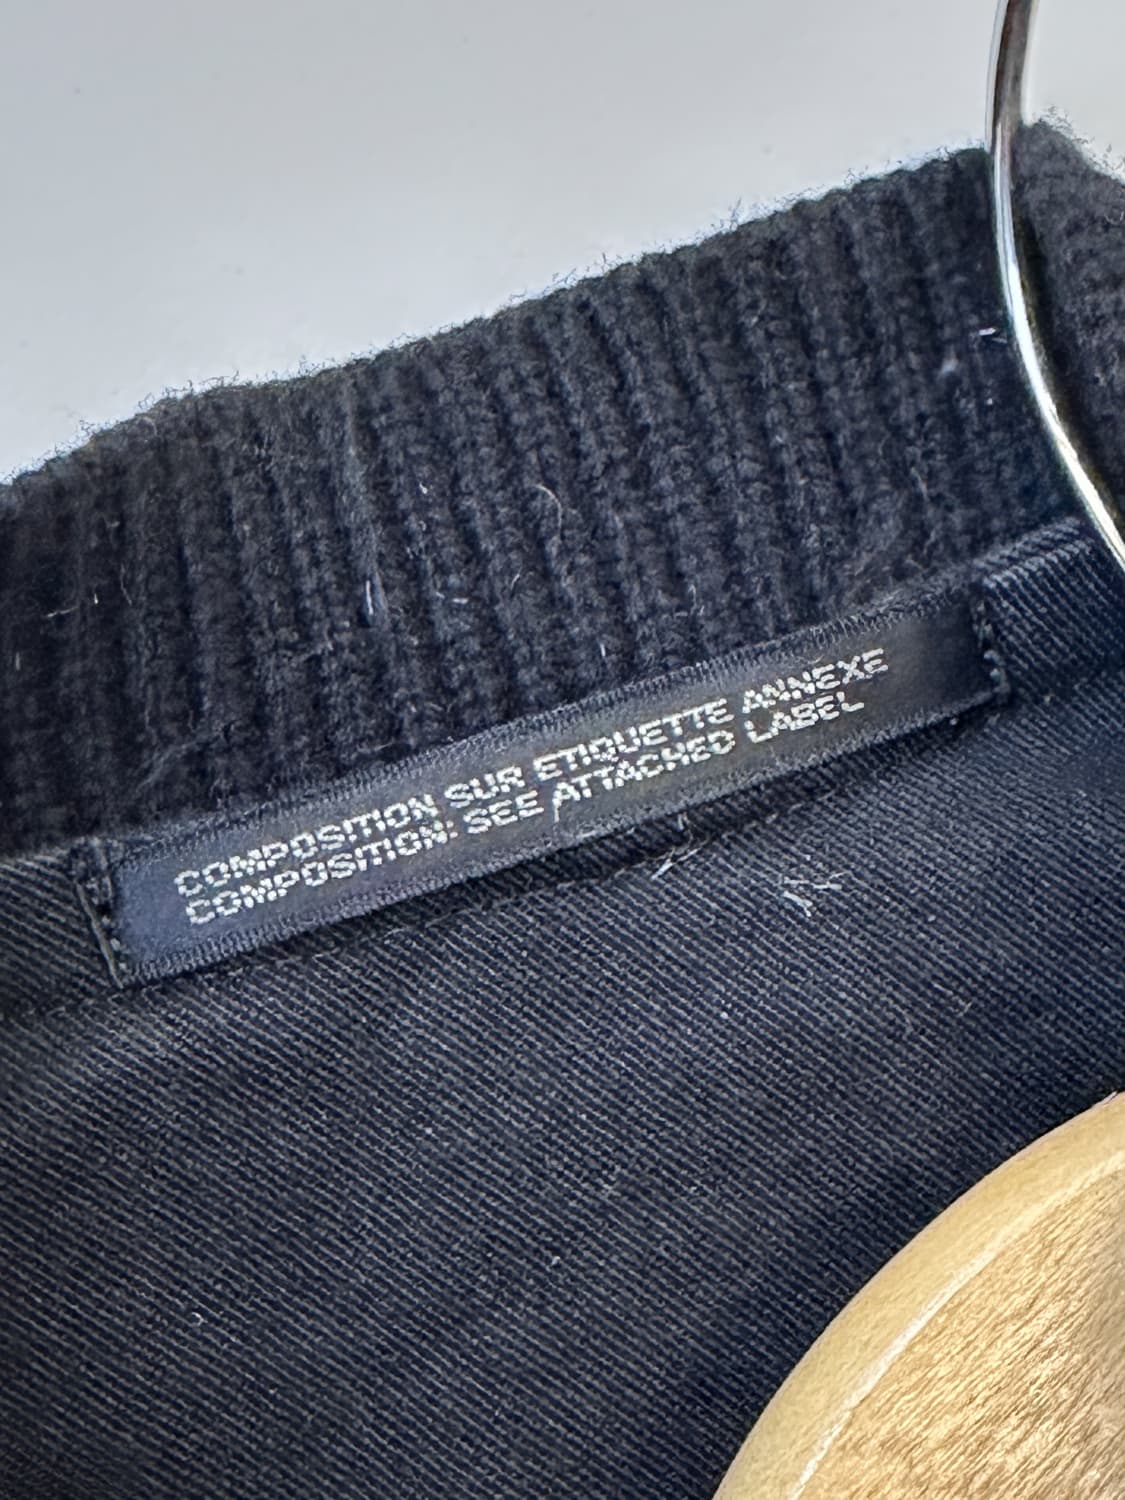 COMPOSITION SUR ETIQUETTE ANNEXE
COMPOSITION: SEE ATTACHED LABEL